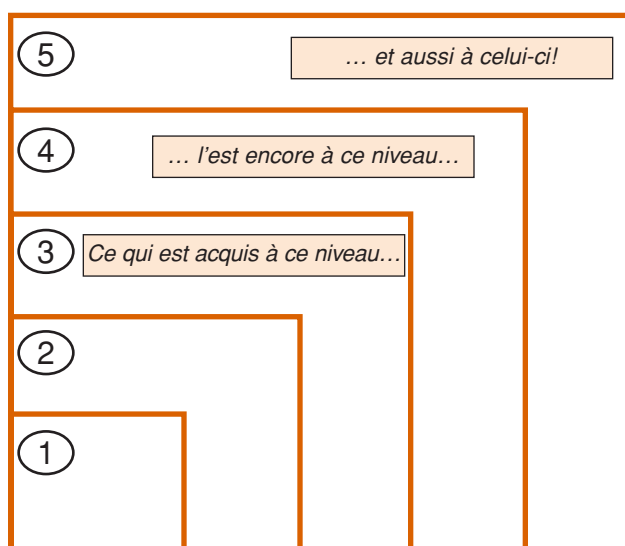 5
… et aussi à celui-ci!
4
… l'est encore à ce niveau…
3
Ce qui est acquis à ce niveau…
2
1